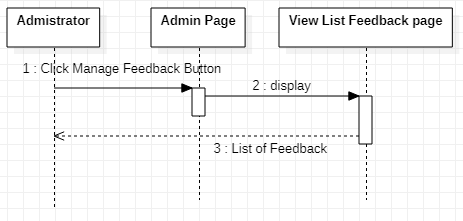 Admistrator
Admin Page
View List Feedback page
1 : Click Manage Feedback Button
2 : display
3 : List of Feedback